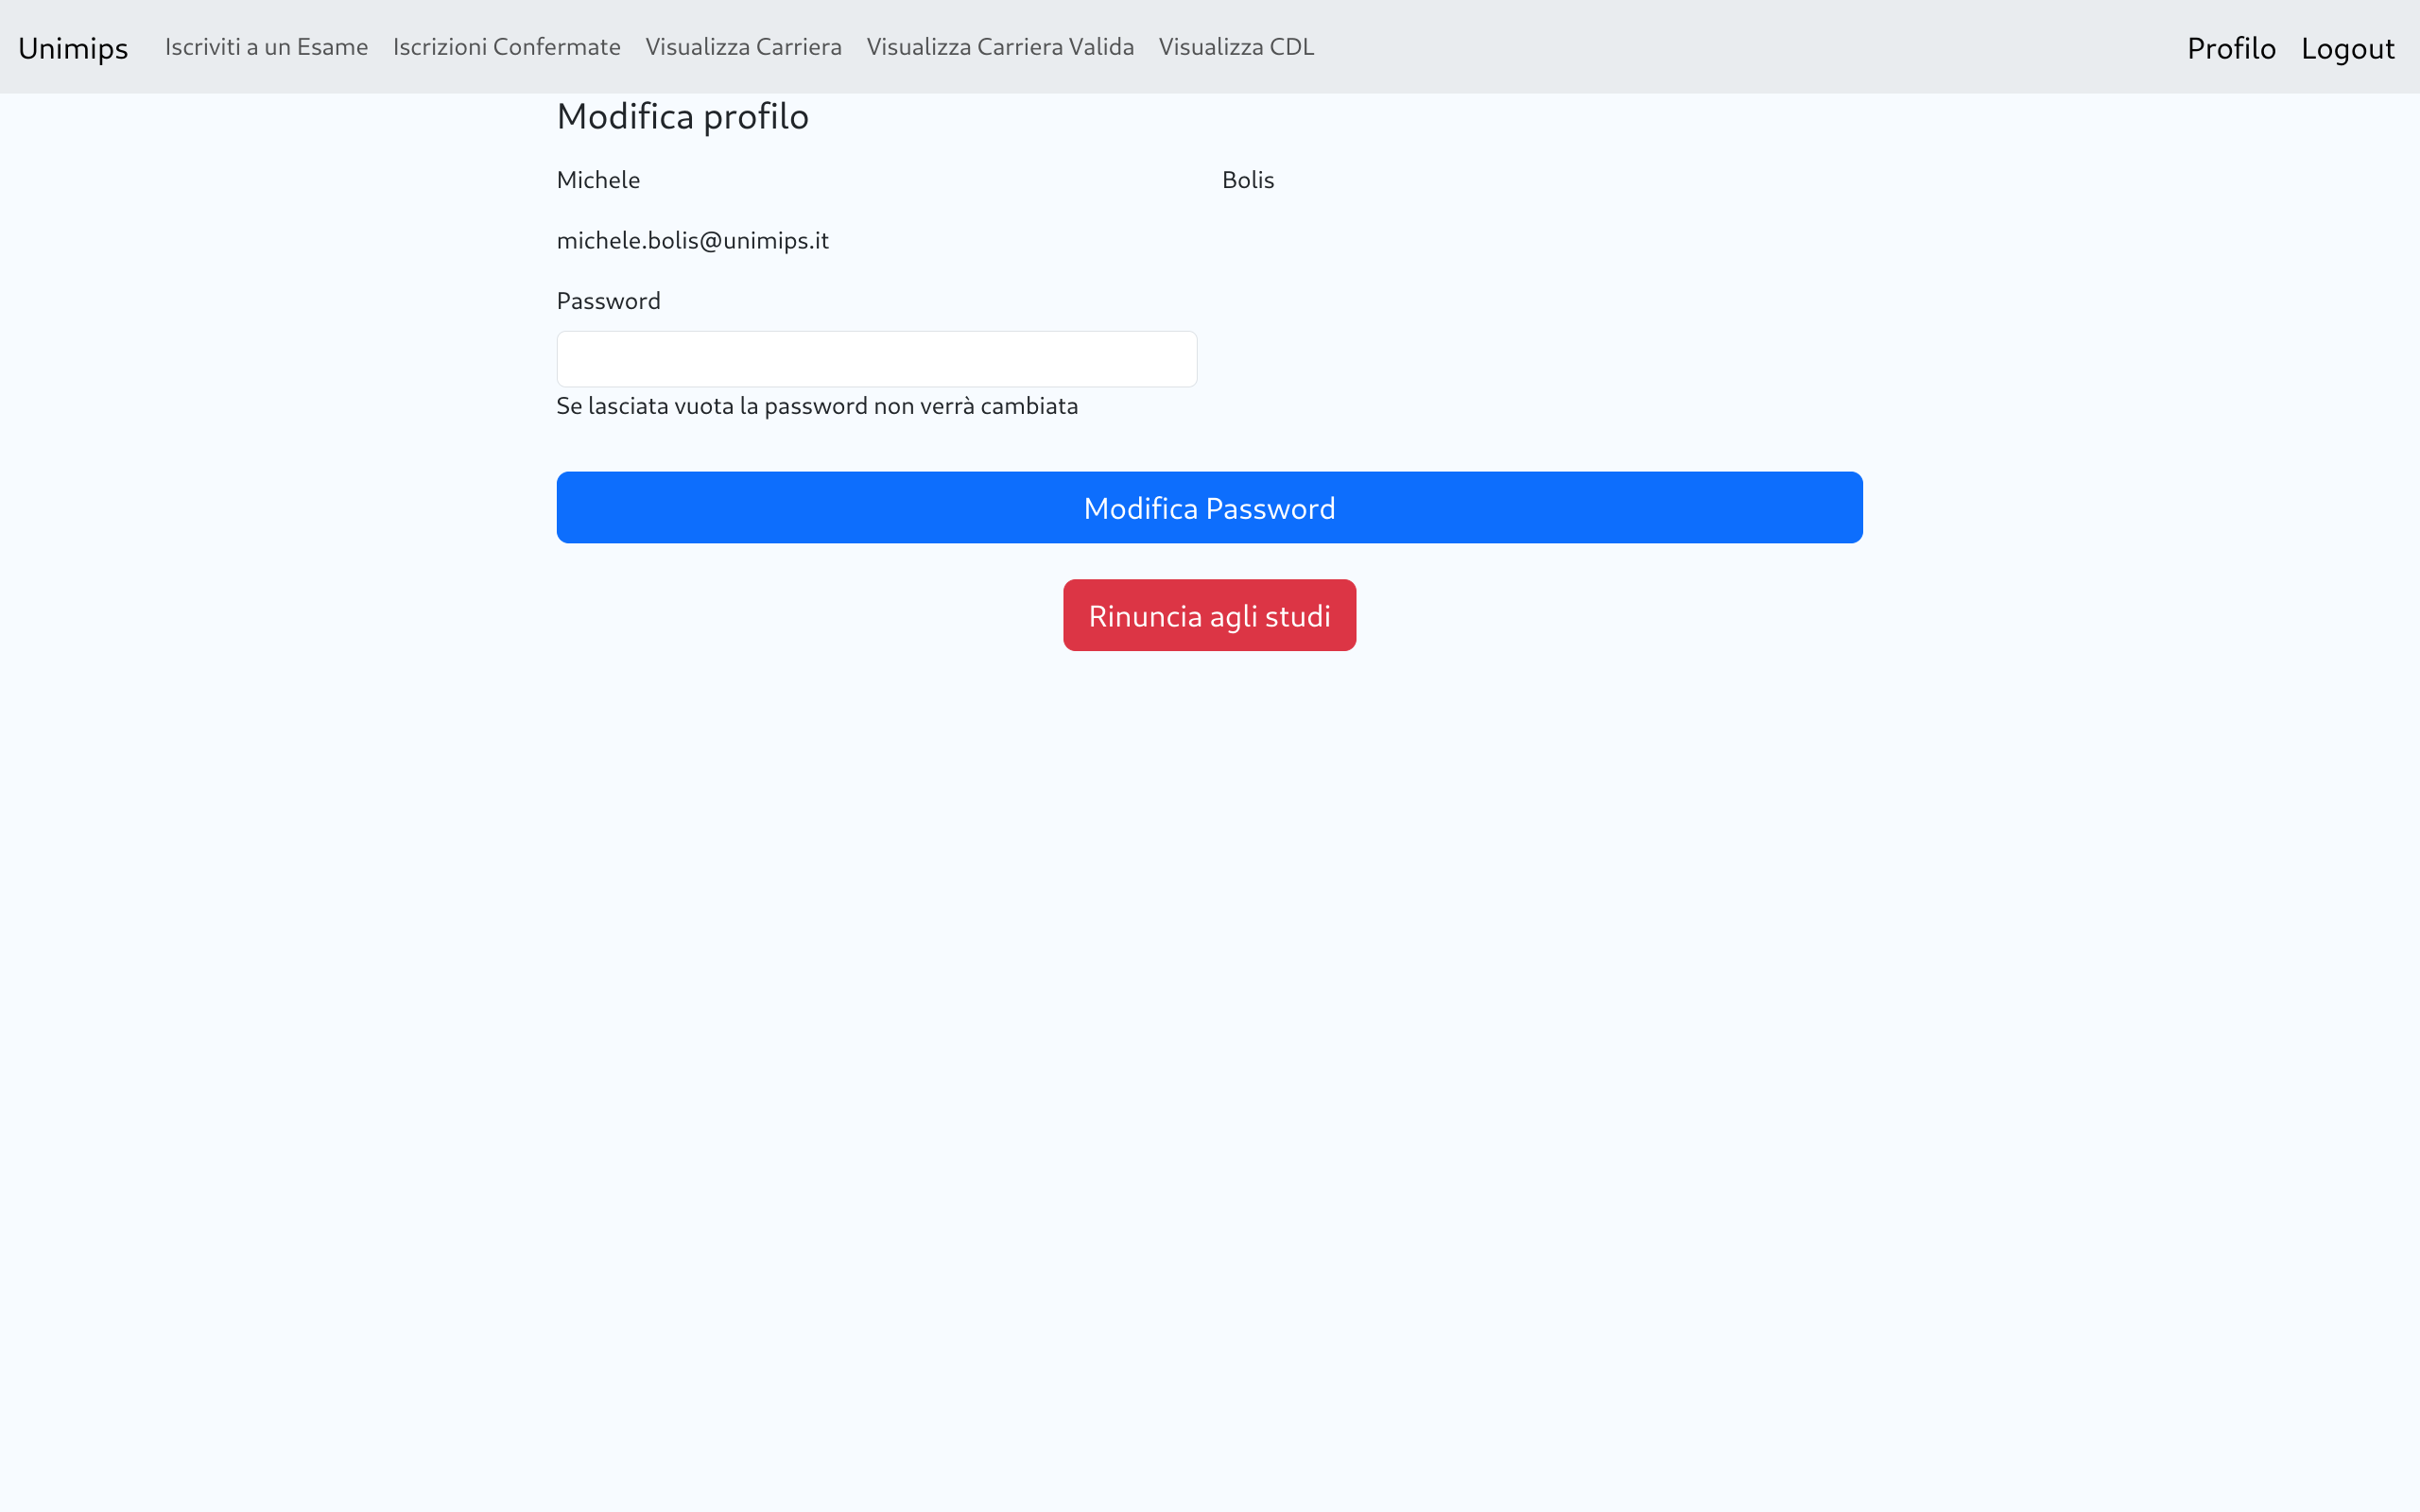 Unimips Iscriviti a un Esame Iscrizioni Confermate Visualizza Carriera Visualizza Carriera Valida Visualizza CDL Profilo Logout
Modifica profilo
Michele Bolis
michele.bolis@unimips.it
Password
Se lasciata vuota la password non verrà cambiata
Modifica Password
Rinuncia agli studi